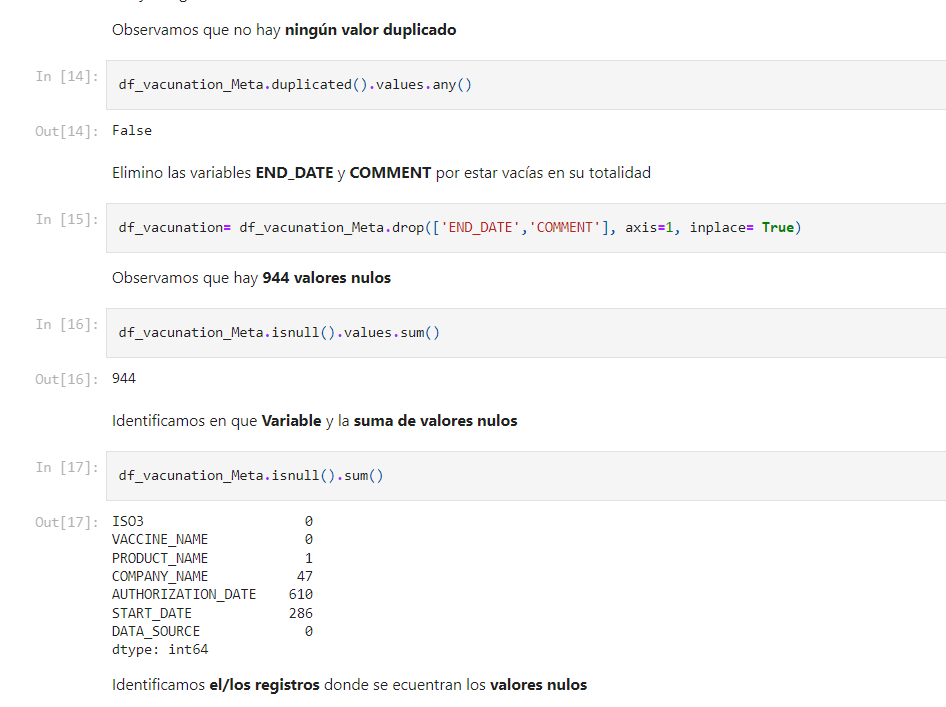 Observamos que no hay ningún valor duplicado
In [14]: df_vacunation_Meta.duplicated().values.any()
Out[14]: False
Elimino las variables END_DATE y COMMENT por estar vacías en su totalidad
In [15]: df_vacunation= df_vacunation_Meta.drop(['END_DATE','COMMENT'], axis=1, inplace= True)
Observamos que hay 944 valores nulos
In [16]: df_vacunation_Meta.isnull().values.sum()
Out[16]: 944
Identificamos en que Variable y la suma de valores nulos
In [17]: df_vacunation_Meta.isnull().sum()
Out[17]: ISO3 0
VACCINE_NAME 0
PRODUCT_NAME 1
COMPANY_NAME 47
AUTHORIZATION_DATE 610
START_DATE 286
DATA_SOURCE 0
dtype: int64
Identificamos el/los registros donde se ecuentran los valores nulos